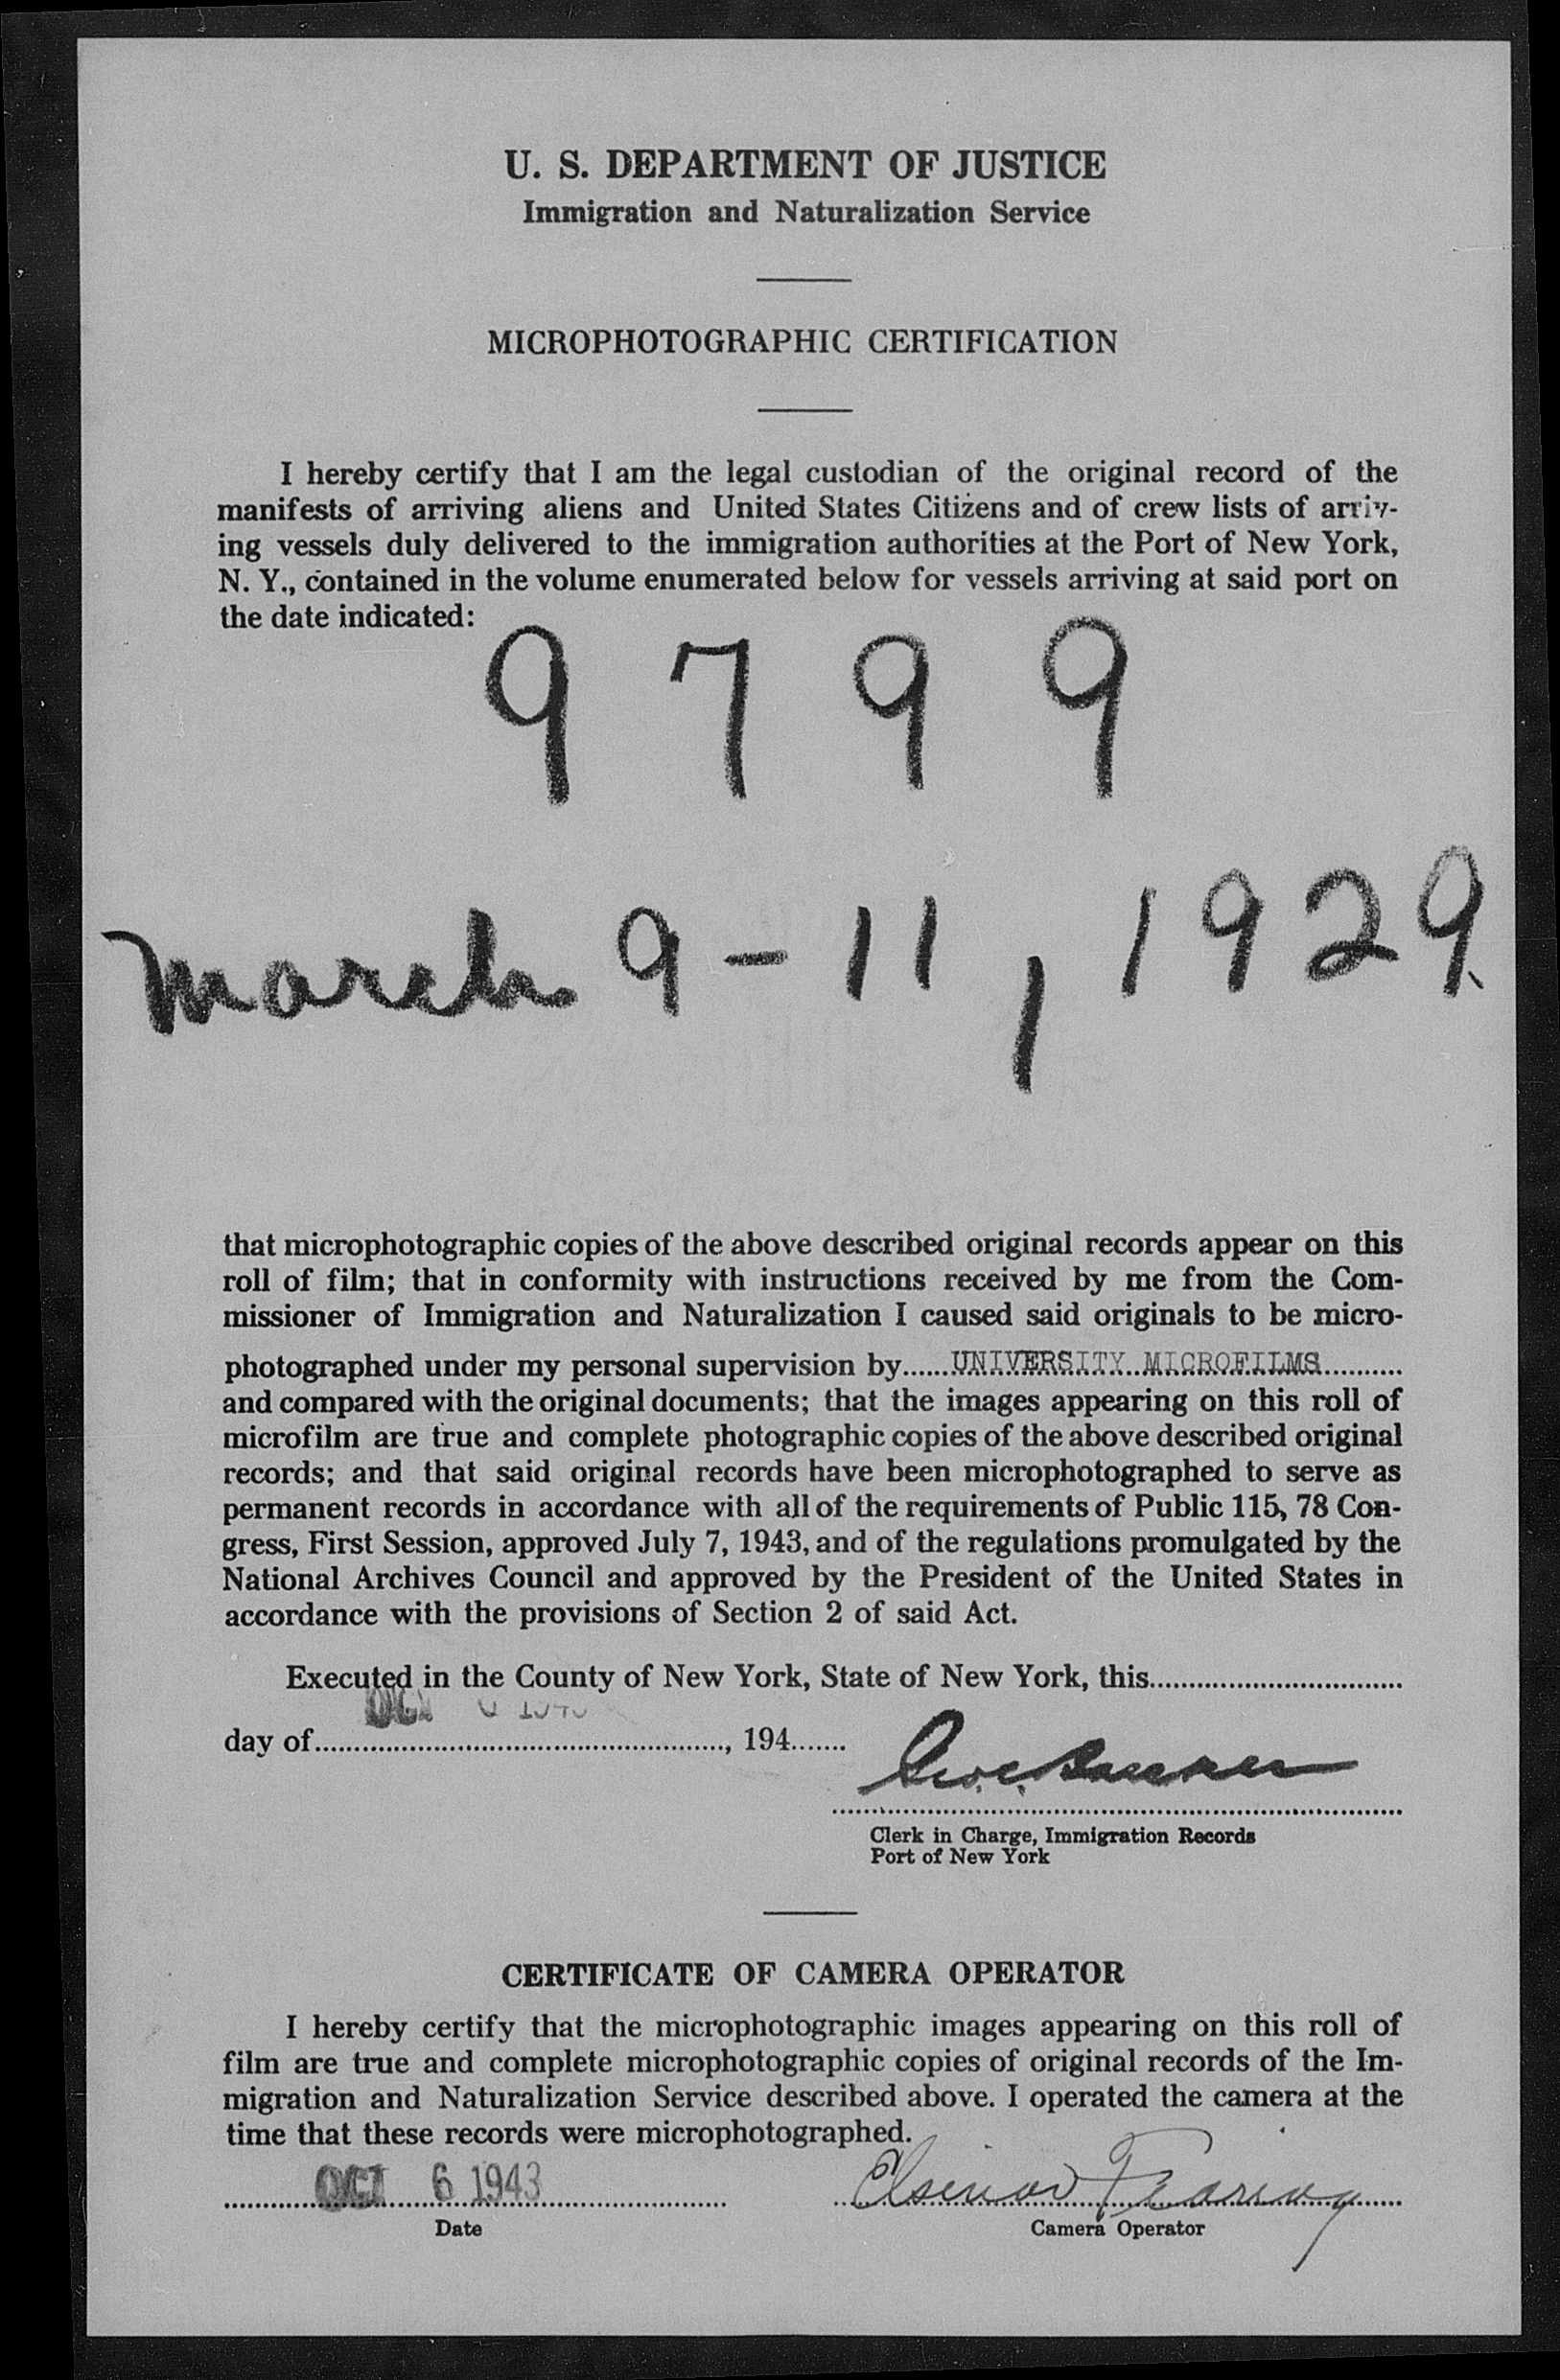 U. S. DEPARTMENT OF JUSTICE
Immigration and Naturalization Service
MICROPHOTOGRAPHIC CERTIFICATION
I hereby certify that I am the legal custodian of the original record of the
manifests of arriving aliens and United States Citizens and of crew lists of arriv-
ing vessels duly delivered to the immigration authorities at the Port of New York,
N. Y., contained in the volume enumerated below for vessels arriving at said port on
the date indicated:
9799
March 9-11, 1929.
that microphotographic copies of the above described original records appear on this
roll of film; that in conformity with instructions received by me from the Com-
missioner of Immigration and Naturalization I caused said originals to be micro-
photographed under my personal supervision by......UNIVERSITY MICROFILMS..........
and compared with the original documents; that the images appearing on this roll of
microfilm are true and complete photographic copies of the above described original
records; and that said original records have been microphotographed to serve as
permanent records in accordance with all of the requirements of Public 115, 78 Con-
gress, First Session, approved July 7, 1943, and of the regulations promulgated by the
National Archives Council and approved by the President of the United States in
accordance with the provisions of Section 2 of said Act.
Executed in the County of New York, State of New York, this................................
OCT
day of...................................................., 194.......
Clerk in Charge, Immigration Records
Port of New York
CERTIFICATE OF CAMERA OPERATOR
I hereby certify that the microphotographic images appearing on this roll of
film are true and complete microphotographic copies of original records of the Im-
migration and Naturalization Service described above. I operated the camera at the
time that these records were microphotographed.
OCT 6 1943
Date
Camera Operator